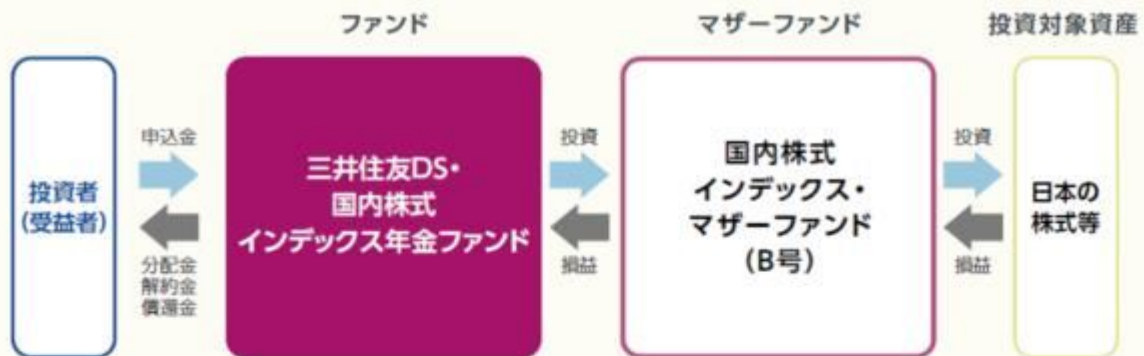 ファンド
マザーファンド
投資対象資産
投資者
(受益者)
申込金
分配金
解約金
償還金
三井住友DS・
国内株式
インデックス年金ファンド
投資
損益
国内株式
インデックス・
マザーファンド
(B号)
投資
損益
日本の
株式等